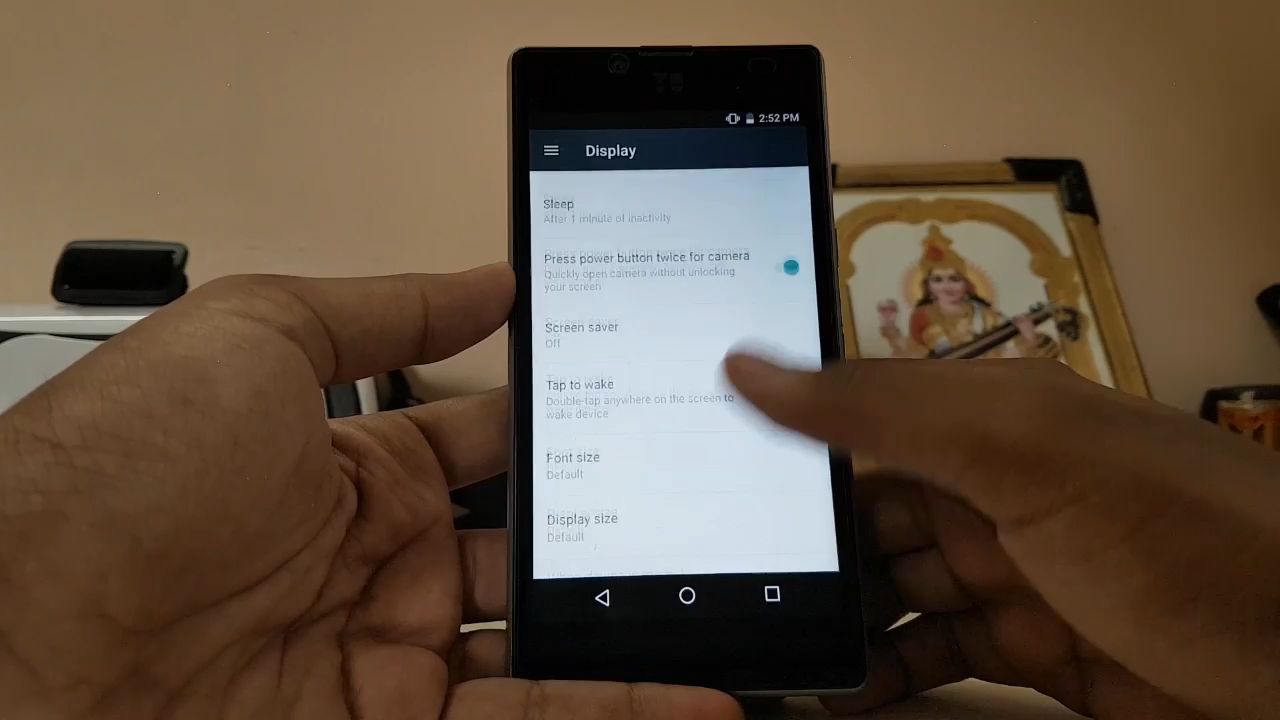 2:52 PM
Display
Sleep
After 1 minute of inactivity
Press power button twice for camera
Quickly open camera without unlocking
your screen
Screen saver
Off
Tap to wake
Double-tap anywhere on the screen to
wake device
Font size
Default
Display size
Default